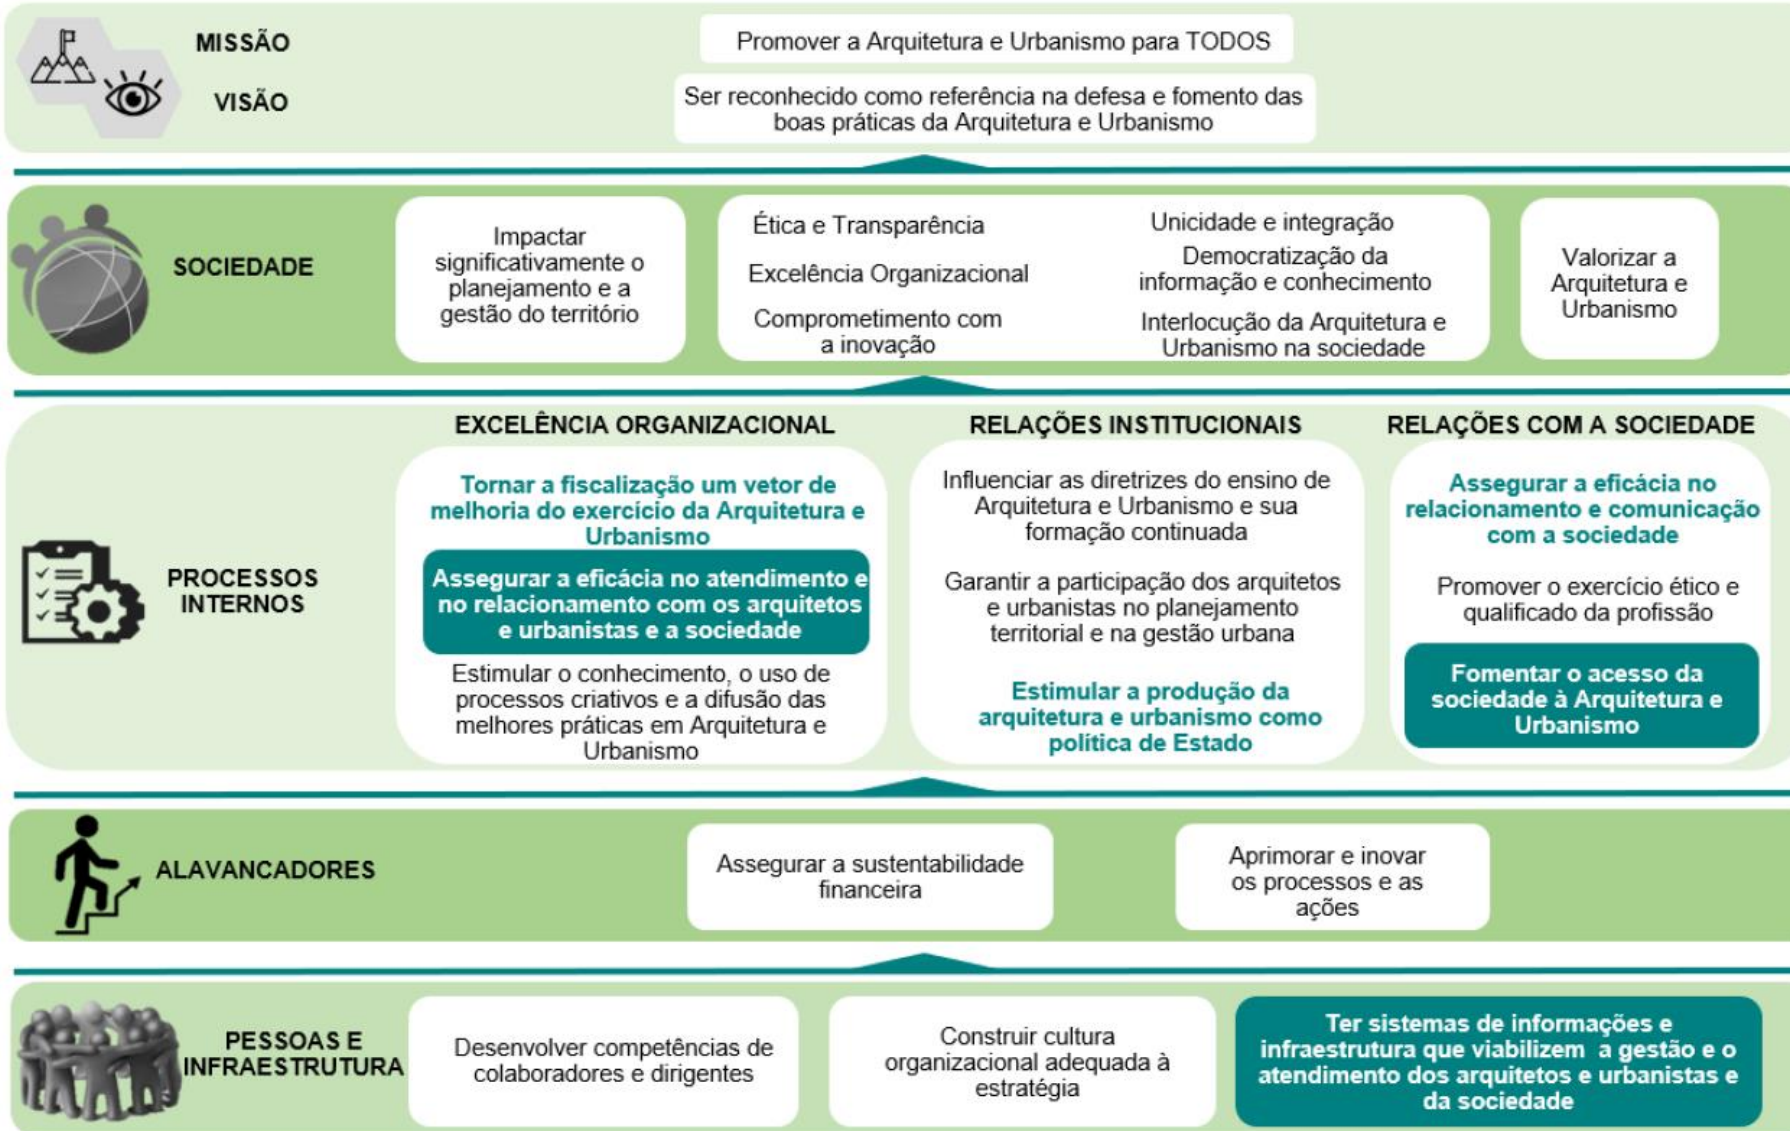 MISSÃO
Promover a Arquitetura e Urbanismo para TODOS
VISÃO
Ser reconhecido como referência na defesa e fomento das
boas práticas da Arquitetura e Urbanismo
SOCIEDADE
Impactar
significativamente o
planejamento e a
gestão do território
Ética e Transparência
Excelência Organizacional
Comprometimento com
a inovação
Unicidade e integração
Democratização da
informação e conhecimento
Interlocução da Arquitetura e
Urbanismo na sociedade
Valorizar a
Arquitetura e
Urbanismo
PROCESSOS
INTERNOS
EXCELÊNCIA ORGANIZACIONAL
Tornar a fiscalização um vetor de
melhoria do exercício da Arquitetura e
Urbanismo
Assegurar a eficácia no atendimento e
no relacionamento com os arquitetos
e urbanistas e a sociedade
Estimular o conhecimento, o uso de
processos criativos e a difusão das
melhores práticas em Arquitetura e
Urbanismo
RELAÇÕES INSTITUCIONAIS
Influenciar as diretrizes do ensino de
Arquitetura e Urbanismo e sua
formação continuada
Garantir a participação dos arquitetos
e urbanistas no planejamento
territorial e na gestão urbana
Estimular a produção da
arquitetura e urbanismo como
política de Estado
RELAÇÕES COM A SOCIEDADE
Assegurar a eficácia no
relacionamento e comunicação
com a sociedade
Promover o exercício ético e
qualificado da profissão
Fomentar o acesso da
sociedade à Arquitetura e
Urbanismo
ALAVANCADORES
Assegurar a sustentabilidade
financeira
Aprimorar e inovar
os processos e as
ações
PESSOAS E
INFRAESTRUTURA
Desenvolver competências de
colaboradores e dirigentes
Construir cultura
organizacional adequada à
estratégia
Ter sistemas de informações e
infraestrutura que viabilizem a gestão e o
atendimento dos arquitetos e urbanistas e
da sociedade